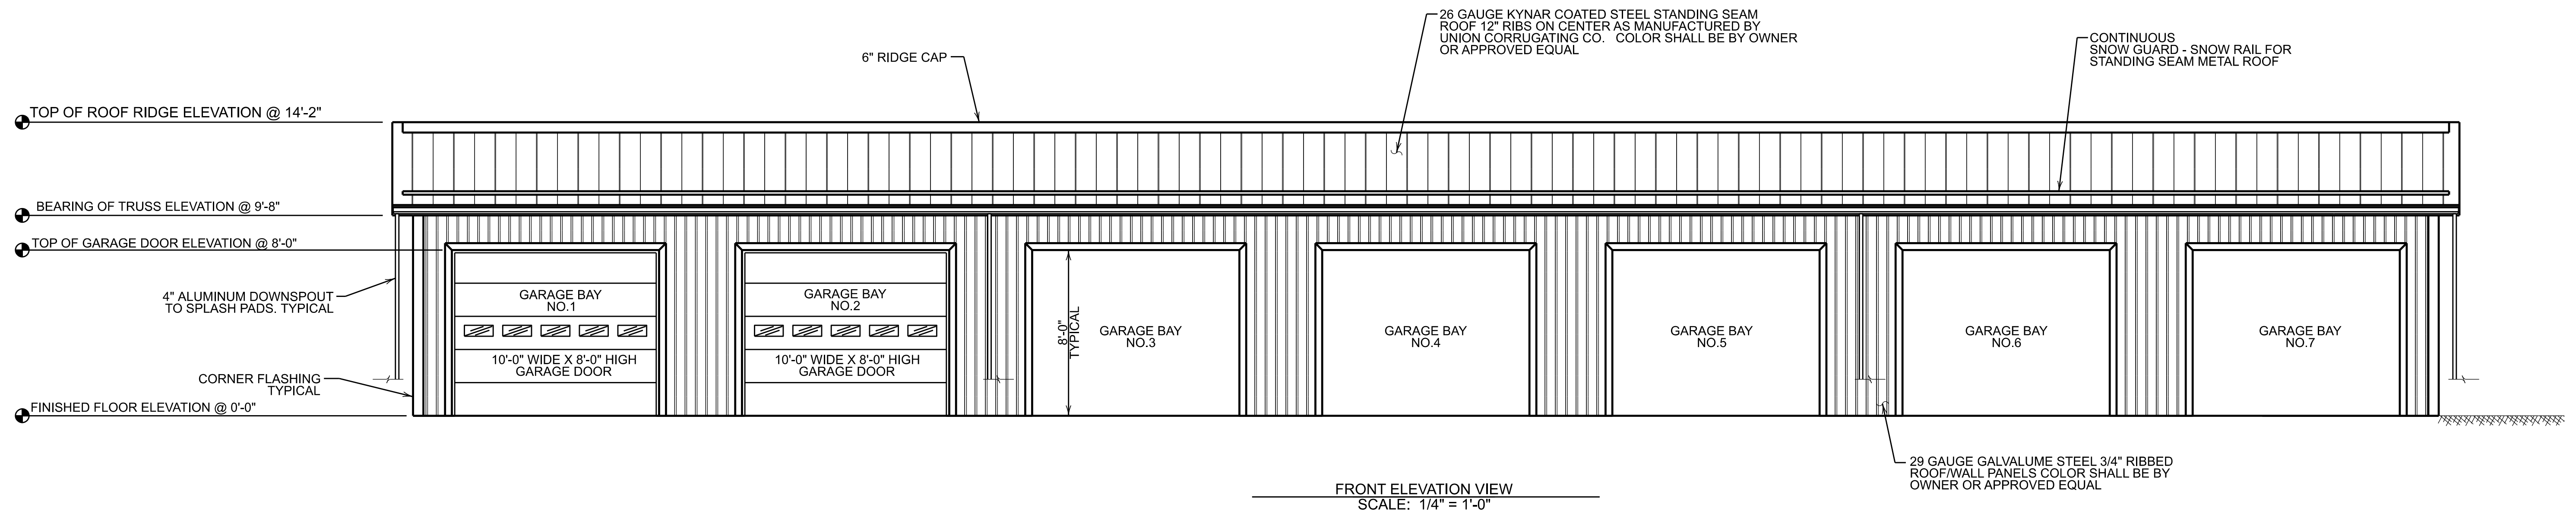 26 GAUGE KYNAR COATED STEEL STANDING SEAM
ROOF 12" RIBS ON CENTER AS MANUFACTURED BY
UNION CORRUGATING CO. COLOR SHALL BE BY OWNER
OR APPROVED EQUAL
CONTINUOUS
SNOW GUARD - SNOW RAIL FOR
STANDING SEAM METAL ROOF
6" RIDGE CAP
TOP OF ROOF RIDGE ELEVATION @ 14'-2"
BEARING OF TRUSS ELEVATION @ 9'-8"
TOP OF GARAGE DOOR ELEVATION @ 8'-0"
4" ALUMINUM DOWNSPOUT
TO SPLASH PADS. TYPICAL
CORNER FLASHING
TYPICAL
FINISHED FLOOR ELEVATION @ 0'-0"
GARAGE BAY
NO.1
10'-0" WIDE X 8'-0" HIGH
GARAGE DOOR
GARAGE BAY
NO.2
10'-0" WIDE X 8'-0" HIGH
GARAGE DOOR
8'-0"
TYPICAL
GARAGE BAY
NO.3
GARAGE BAY
NO.4
GARAGE BAY
NO.5
GARAGE BAY
NO.6
GARAGE BAY
NO.7
29 GAUGE GALVALUME STEEL 3/4" RIBBED
ROOF/WALL PANELS COLOR SHALL BE BY
OWNER OR APPROVED EQUAL
FRONT ELEVATION VIEW
SCALE: 1/4" = 1'-0"